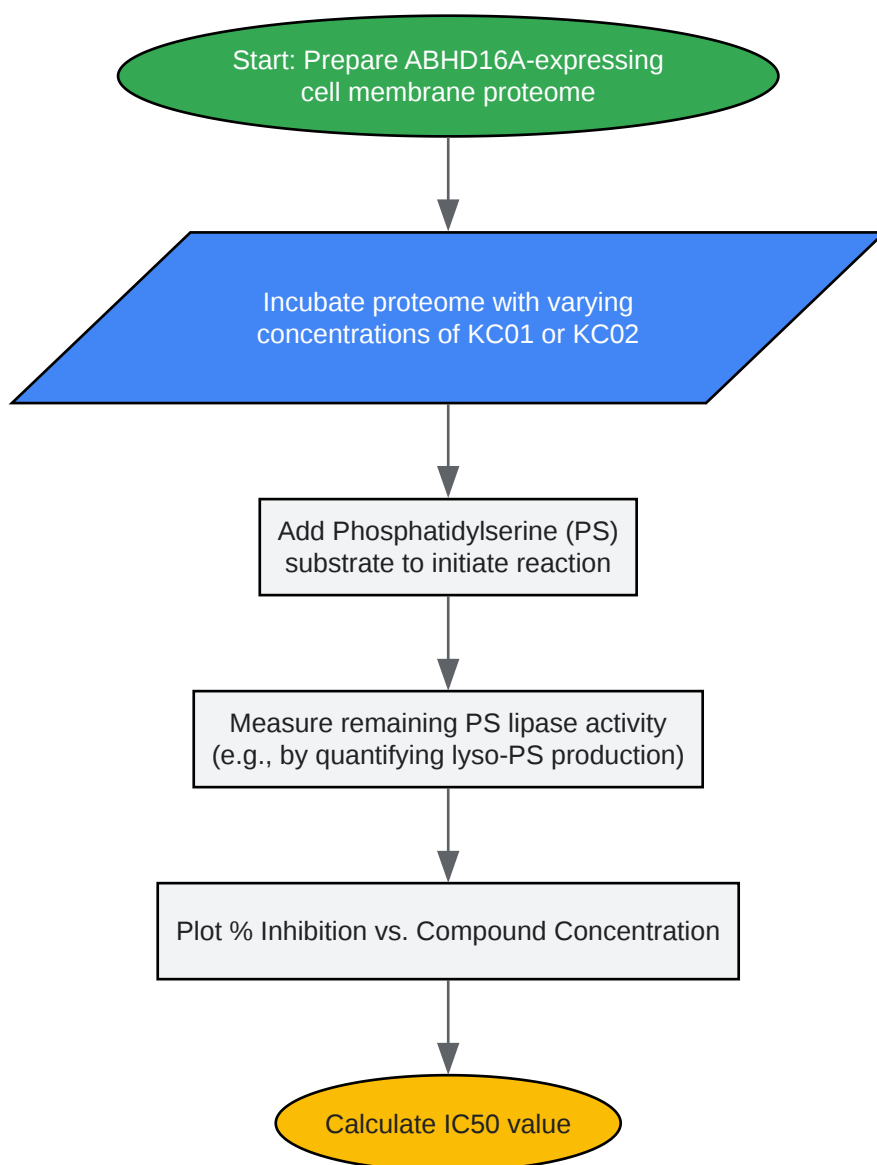 Start: Prepare ABHD16A-expressing
cell membrane proteome
Incubate proteome with varying
concentrations of KC01 or KC02
Add Phosphatidylserine (PS)
substrate to initiate reaction
Measure remaining PS lipase activity
(e.g., by quantifying lyso-PS production)
Plot % Inhibition vs. Compound Concentration
Calculate IC50 value